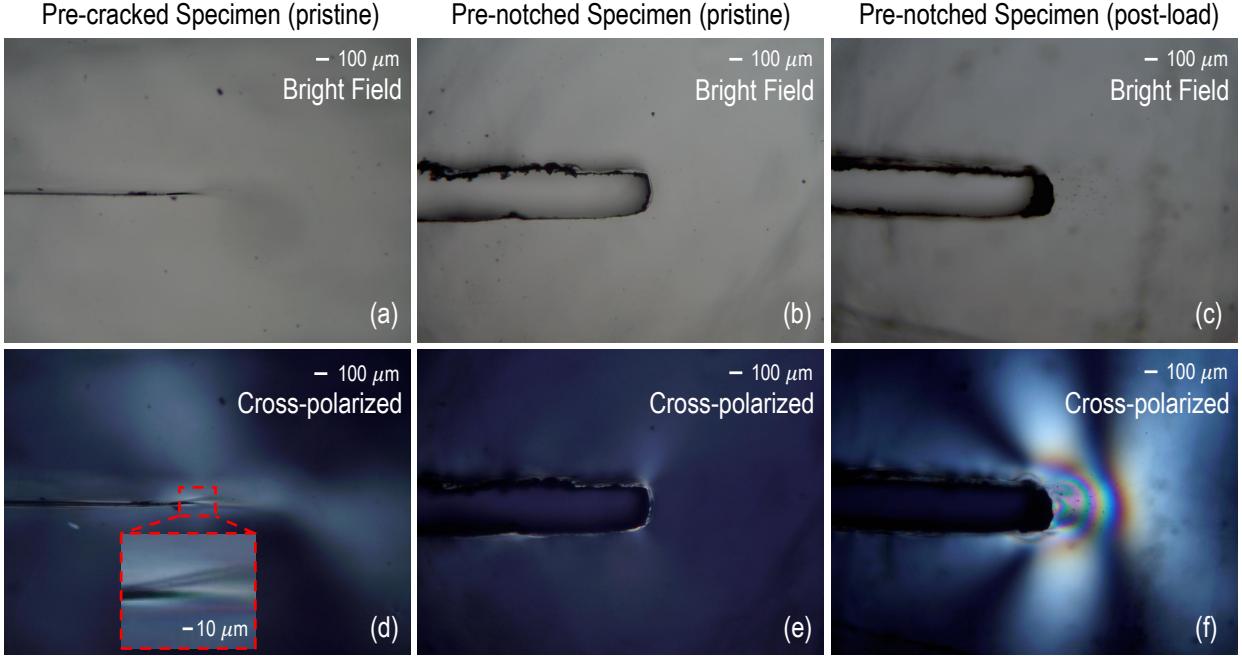 Pre-cracked Specimen (pristine)
Pre-notched Specimen (pristine)
Pre-notched Specimen (post-load)
100 μm
Bright Field
(a)
100 μm
Bright Field
(b)
100 μm
Bright Field
(c)
100 μm
Cross-polarized
10 μm
(d)
100 μm
Cross-polarized
(e)
100 μm
Cross-polarized
(f)